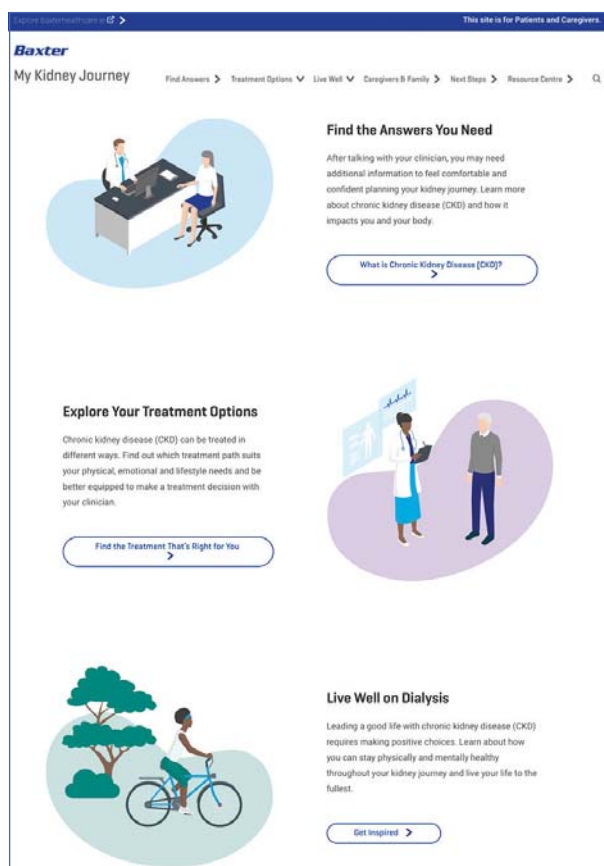 Explore baxterhealthcare.ie
This site is for Patients and Caregivers.
Baxter
My Kidney Journey
Find Answers Treatment Options Live Well Caregivers & Family Next Steps Resource Centre
Find the Answers You Need
After talking with your clinician, you may need
additional information to feel comfortable and
confident planning your kidney journey. Learn more
about chronic kidney disease (CKD) and how it
impacts you and your body.
What is Chronic Kidney Disease (CKD)?
Explore Your Treatment Options
Chronic kidney disease (CKD) can be treated in
different ways. Find out which treatment path suits
your physical, emotional and lifestyle needs and be
better equipped to make a treatment decision with
your clinician.
Find the Treatment That's Right for You
Live Well on Dialysis
Leading a good life with chronic kidney disease (CKD)
requires making positive choices. Learn about how
you can stay physically and mentally healthy
throughout your kidney journey and live your life to the
fullest.
Get Inspired